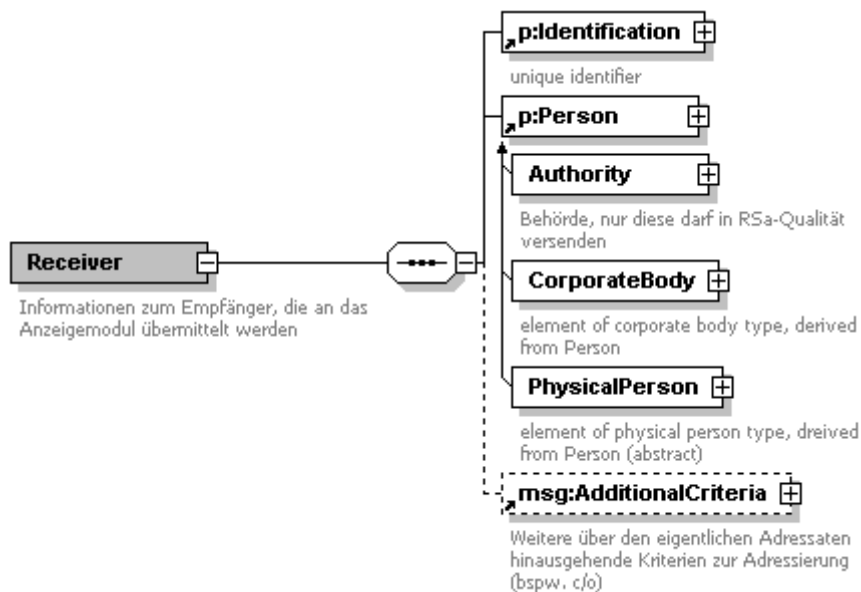 p:Identification
unique identifier
p:Person
Authority
Behörde, nur diese darf in RSa-Qualität
versenden
Receiver
Informationen zum Empfänger, die an das
Anzeigemodul übermittelt werden
CorporateBody
element of corporate body type, derived
from Person
PhysicalPerson
element of physical person type, dreived
from Person (abstract)
msg:AdditionalCriteria
Weitere über den eigentlichen Adressaten
hinausgehende Kriterien zur Adressierung
(bspw. c/o)